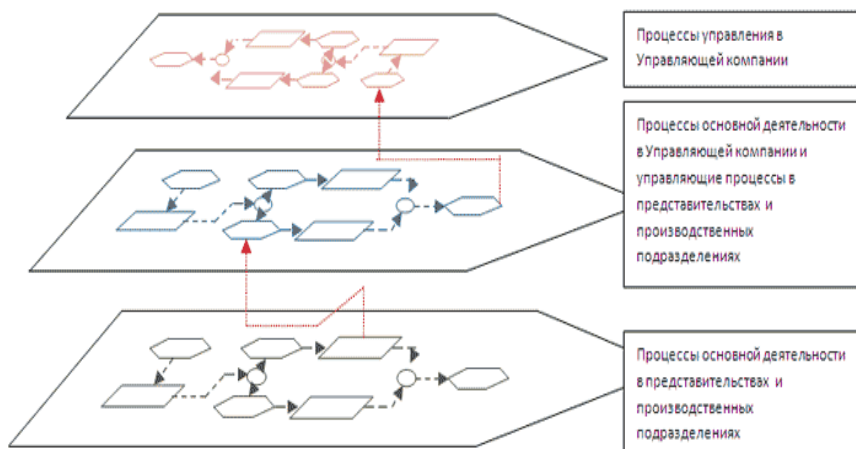 Процессы управления в
Управляющей компании
Процессы основной деятельности
в Управляющей компании и
управляющие процессы в
представительствах и
производственных
подразделениях
Процессы основной деятельности
в представительствах и
производственных
подразделениях